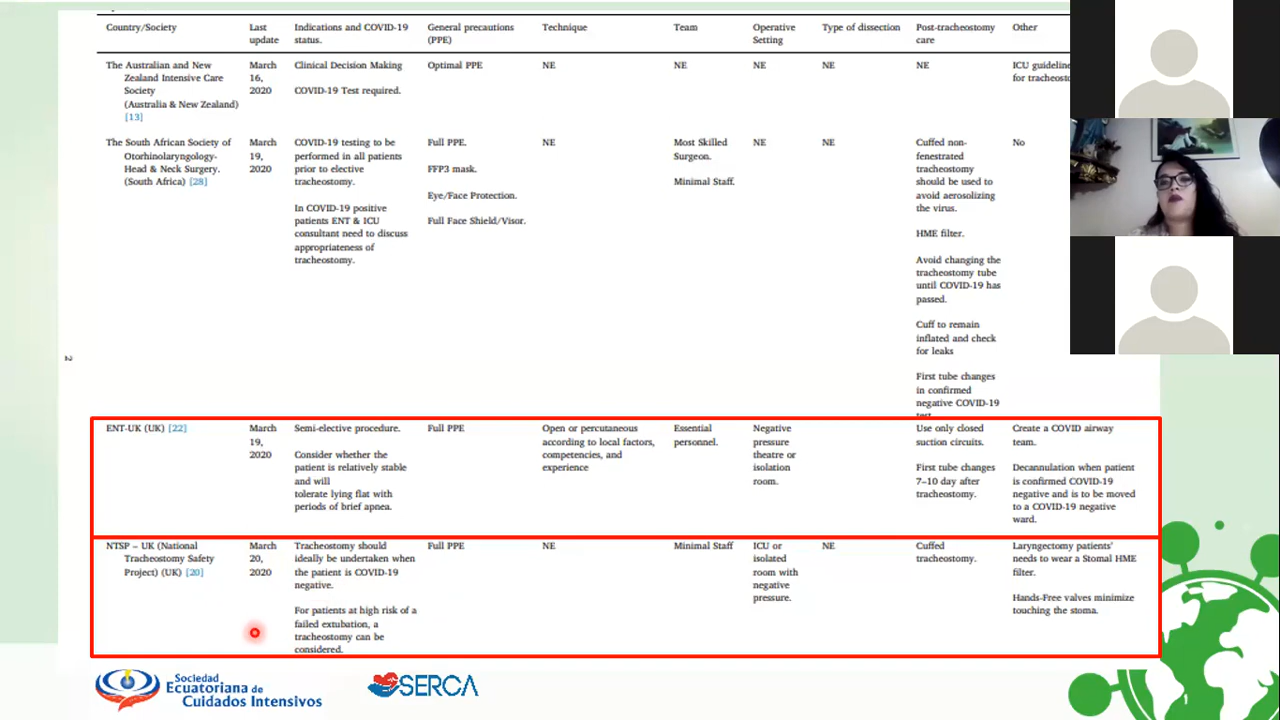 Country/Society
Last
update
Indications and COVID-19
status.
General precautions
(PPE)
Technique
Team
Operative
Setting
Type of dissection
Post-tracheostomy
care
Other
The Australian and New
Zealand Intensive Care
Society
(Australia & New Zealand)
[13]
March
16,
2020
Clinical Decision Making
COVID-19 Test required.
Optimal PPE
NE
NE
NE
NE
NE
ICU guideline
for
The South African Society of
Otorhinolaryngology-
Head & Neck Surgery.
(South Africa) [28]
March
19,
2020
COVID-19 testing to be
performed in all patients
prior to elective
tracheostomy.
In COVID-19 positive
patients ENT & ICU
consultant need to discuss
appropriateness of
tracheostomy.
Full PPE.
FFP3 mask.
Eye/Face Protection.
Full Face Shield/Visor.
NE
Most Skilled
Surgeon.
Minimal Staff.
NE
NE
Cuffed non-
fenestrated
tracheostomy
should be used to
avoid aerosolizing
the virus.
HME filter.
Avoid changing the
tracheostomy tube
until COVID-19 has
passed.
Cuff to remain
inflated and check
for leaks
First tube changes
in confirmed
negative COVID-19
No
2
ENT-UK (UK) [22]
March
19,
2020
Semi-elective procedure.
Consider whether the
patient is relatively stable
and will
tolerate lying flat with
periods of brief apnea.
Full PPE
Open or percutaneous
according to local factors,
competencies, and
experience
Essential
personnel.
Negative
pressure
theatre or
isolation
room.
Use only closed
suction circuits.
First tube changes
7–10 day after
tracheostomy.
Create a COVID airway
team.
Decannulation when patient
is confirmed COVID-19
negative and is to be moved
to a COVID-19 negative
ward.
NTSP – UK (National
Tracheostomy Safety
Project) (UK) [20]
March
20,
2020
Tracheostomy should
ideally be undertaken when
the patient is COVID-19
negative.
For patients at high risk of a
failed extubation, a
tracheostomy can be
considered.
Full PPE
NE
Minimal Staff
ICU or
isolated
room with
negative
pressure.
NE
Cuffed
tracheostomy.
Laryngectomy patients'
needs to wear a Stomal HME
filter.
Hands-Free valves minimize
touching the stoma.
Sociedad
Ecuatoriana de
Cuidados Intensivos
SERCA